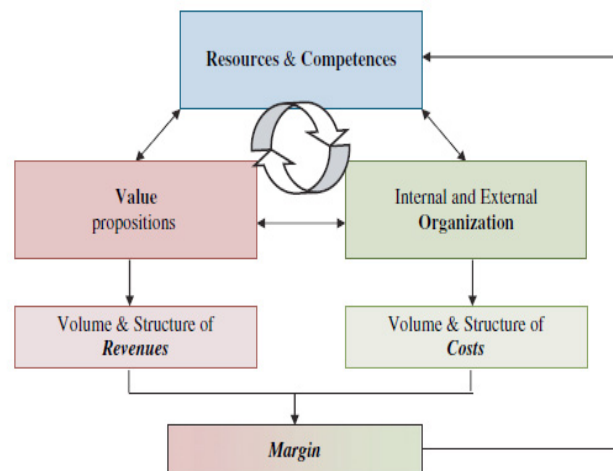 Resources & Competences
Value
propositions
Internal and External
Organization
Volume & Structure of
Revenues
Volume & Structure of
Costs
Margin